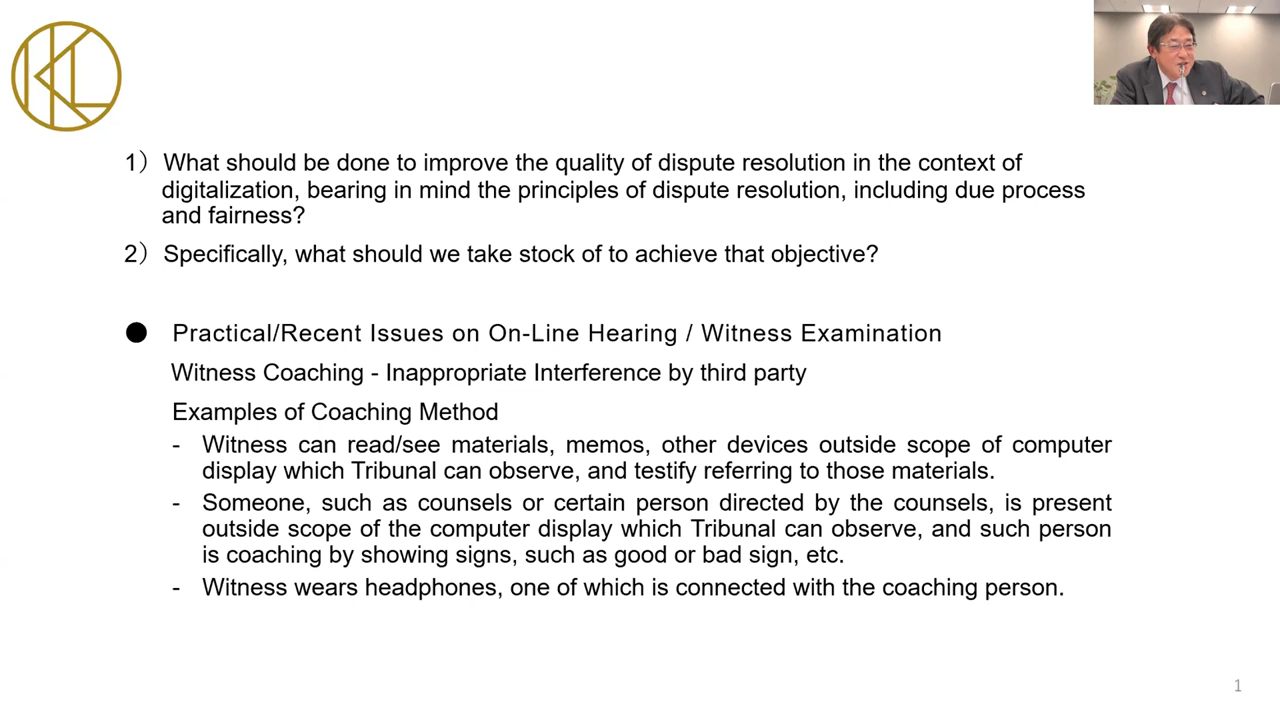 KL
1）What should be done to improve the quality of dispute resolution in the context of
digitalization, bearing in mind the principles of dispute resolution, including due process
and fairness?
2）Specifically, what should we take stock of to achieve that objective?
● Practical/Recent Issues on On-Line Hearing / Witness Examination
Witness Coaching - Inappropriate Interference by third party
Examples of Coaching Method
- Witness can read/see materials, memos, other devices outside scope of computer
display which Tribunal can observe, and testify referring to those materials.
- Someone, such as counsels or certain person directed by the counsels, is present
outside scope of the computer display which Tribunal can observe, and such person
is coaching by showing signs, such as good or bad sign, etc.
- Witness wears headphones, one of which is connected with the coaching person.
1